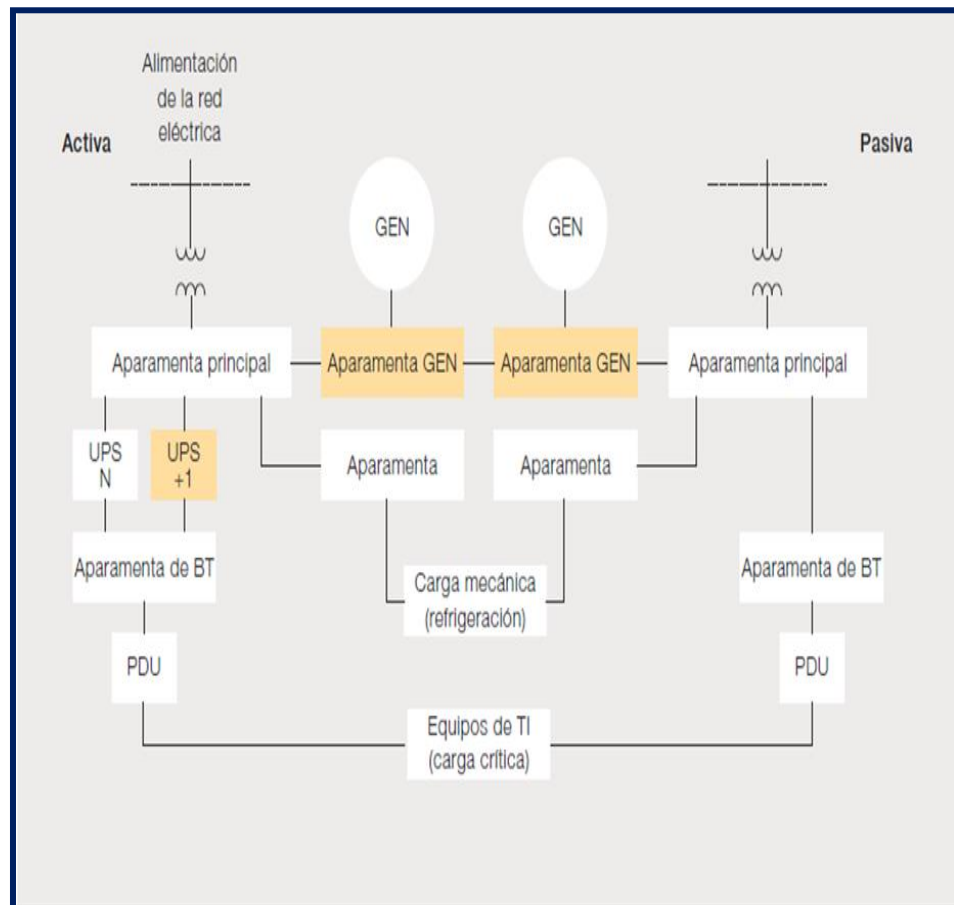 Alimentación
de la red
eléctrica
Activa
Pasiva
GEN
GEN
Aparamenta principal
Aparamenta GEN
Aparamenta GEN
Aparamenta principal
UPS
N
UPS
+1
Aparamenta
Aparamenta
Aparamenta de BT
Carga mecánica
(refrigeración)
Aparamenta de BT
PDU
PDU
Equipos de TI
(carga crítica)